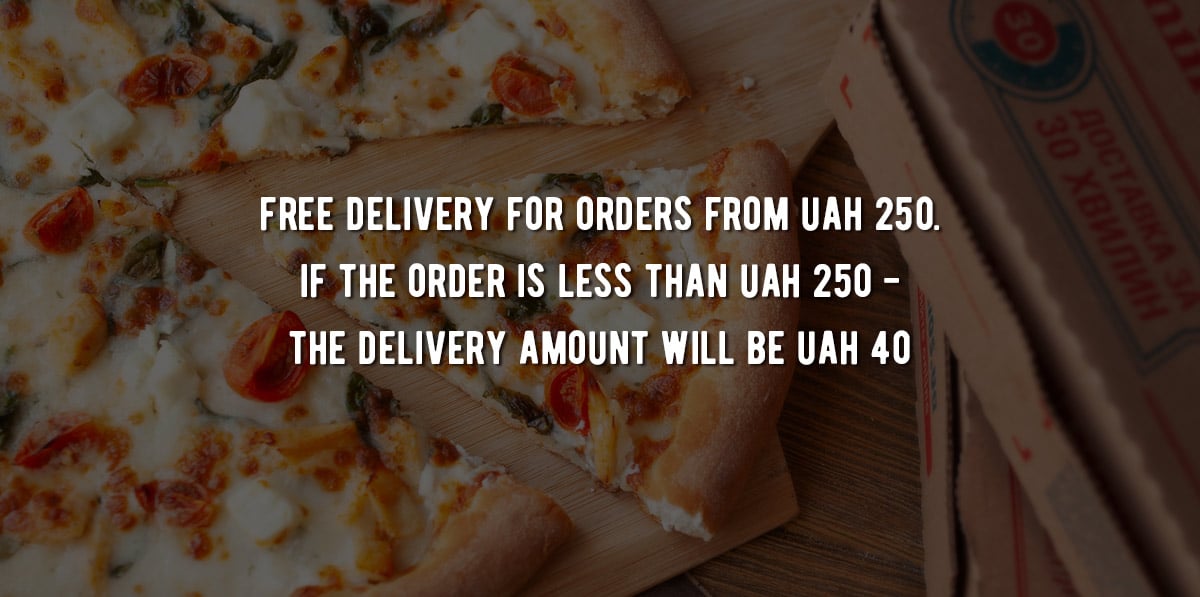 FREE DELIVERY FOR ORDERS FROM UAH 250.
IF THE ORDER IS LESS THAN UAH 250 -
THE DELIVERY AMOUNT WILL BE UAH 40
30
ДОСТАВКА ЗА
30 ХВИЛИН